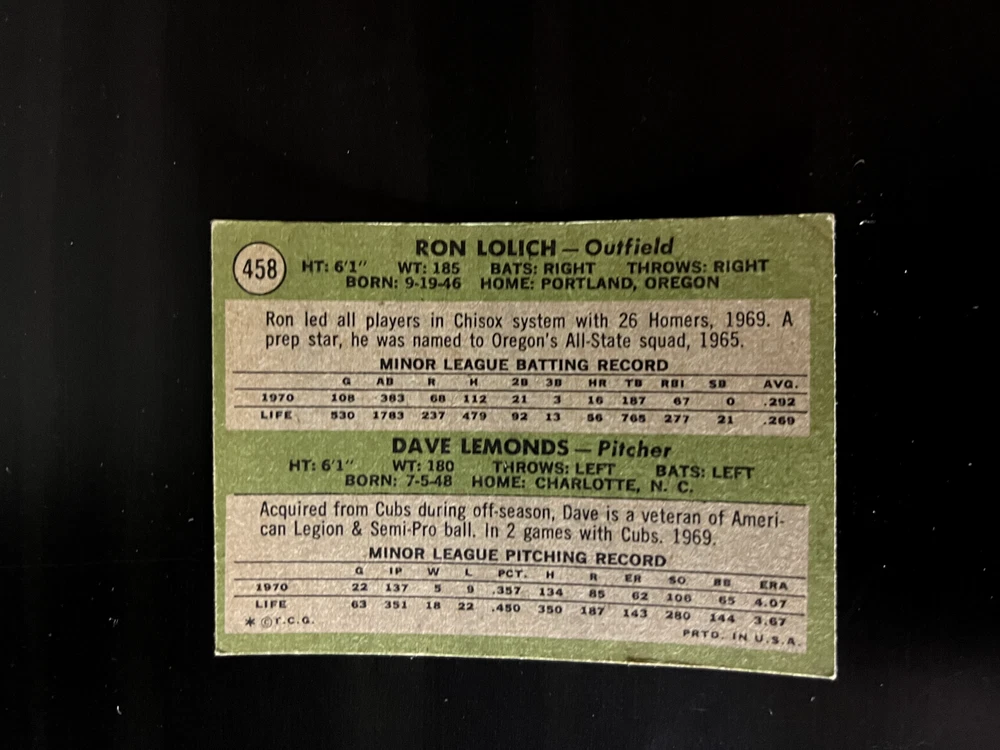 458
RON LOLICH — Outfield
HT: 6'1" WT: 185 BATS: RIGHT THROWS: RIGHT
BORN: 9-19-46 HOME: PORTLAND, OREGON
Ron led all players in Chisox system with 26 Homers, 1969. A
prep star, he was named to Oregon's All-State squad, 1965.
MINOR LEAGUE BATTING RECORD
G AB R H 2B 3B HR TB RBI SB AVG.
1970 108 383 68 112 21 3 16 187 67 0 .292
LIFE 530 1783 237 479 92 13 56 765 277 21 .269
DAVE LEMONDS — Pitcher
HT: 6'1" WT: 180 THROWS: LEFT BATS: LEFT
BORN: 7-5-48 HOME: CHARLOTTE, N. C.
Acquired from Cubs during off-season, Dave is a veteran of Ameri-
can Legion & Semi-Pro ball. In 2 games with Cubs. 1969.
MINOR LEAGUE PITCHING RECORD
G IP W L PCT. H R ER SO BB ERA
1970 22 137 5 9 .357 134 85 62 106 65 4.07
LIFE 63 351 18 22 .450 350 187 143 280 144 3.67
* © T.C.G.
PRTD. IN U.S.A.